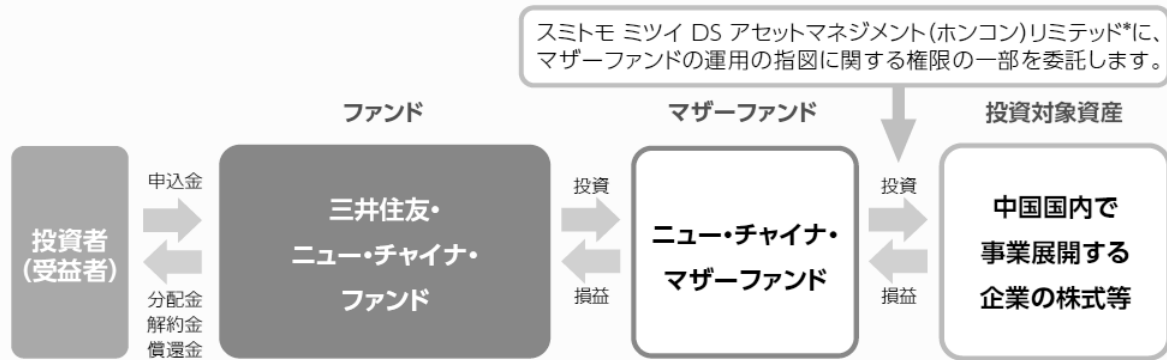 スミトモ ミツイ DS アセットマネジメント(ホンコン)リミテッド*に、
マザーファンドの運用の指図に関する権限の一部を委託します。
ファンド
マザーファンド
投資対象資産
投資者
(受益者)
申込金
分配金
解約金
償還金
三井住友・
ニュー・チャイナ・
ファンド
投資
損益
ニュー・チャイナ・
マザーファンド
投資
損益
中国国内で
事業展開する
企業の株式等